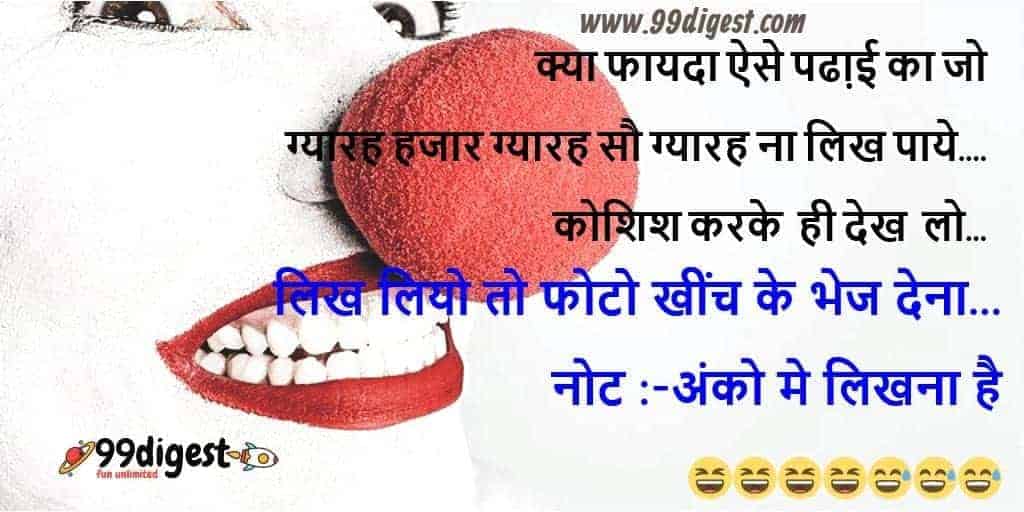 www.99digest.com
क्या फायदा ऐसे पढा़ई का जो
ग्यारह हजार ग्यारह सौ ग्यारह ना लिख पाये....
कोशिश करके ही देख लो...
लिख लियो तो फोटो खींच के भेज देना...
नोट :-अंको मे लिखना है
99digest
fun unlimited